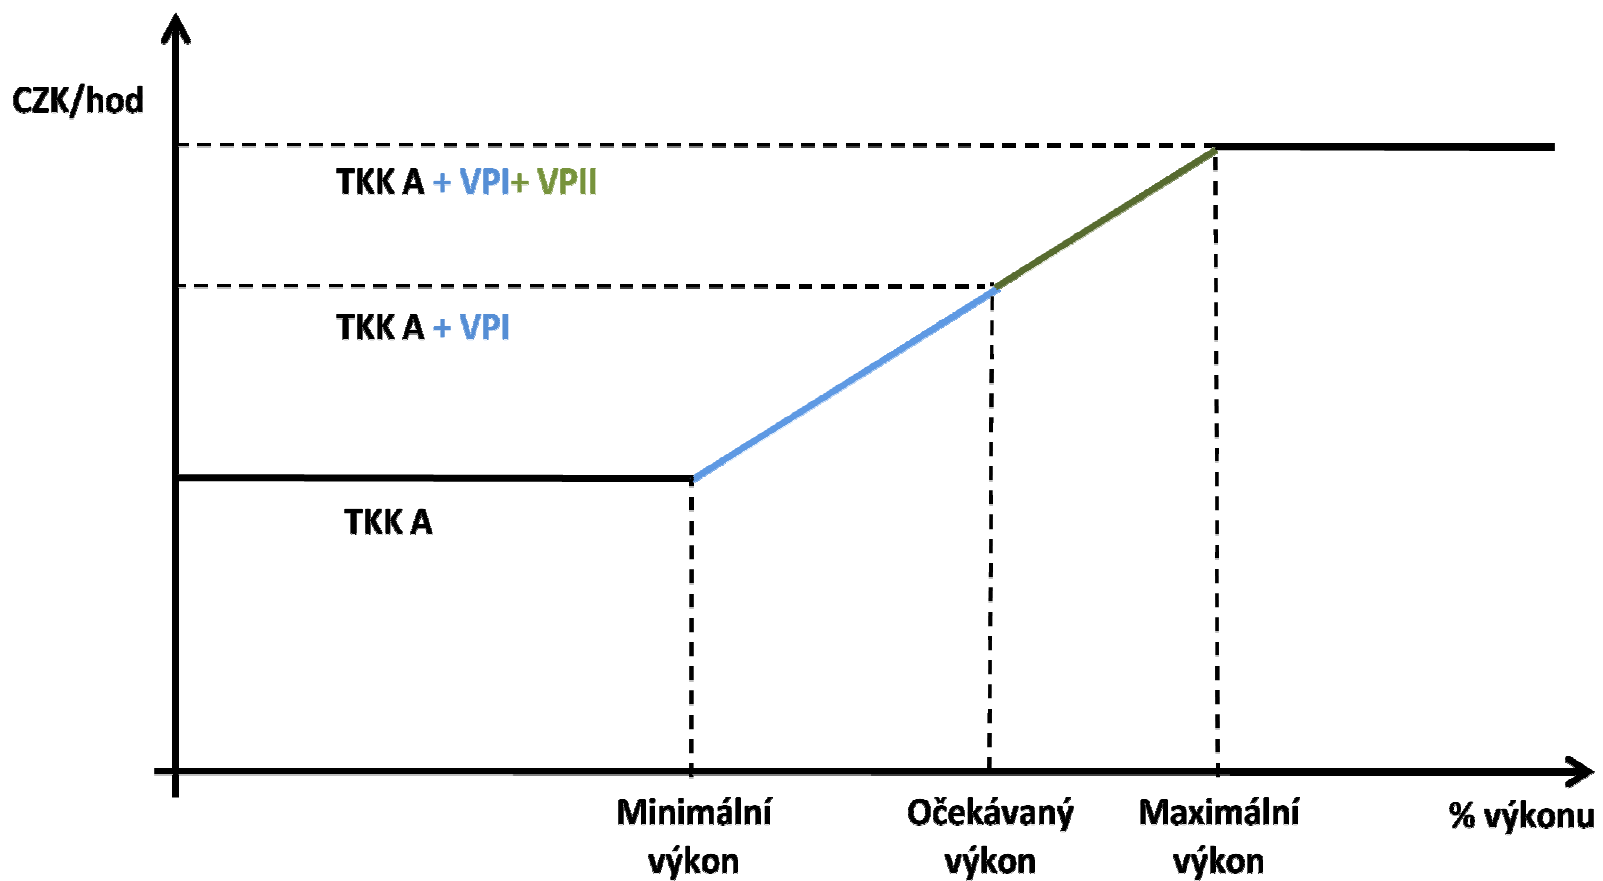 CZK/hod
TKK A + VPI+ VPII
TKK A + VPI
TKK A
Minimální
výkon
Očekávaný
výkon
Maximální
výkon
% výkonu